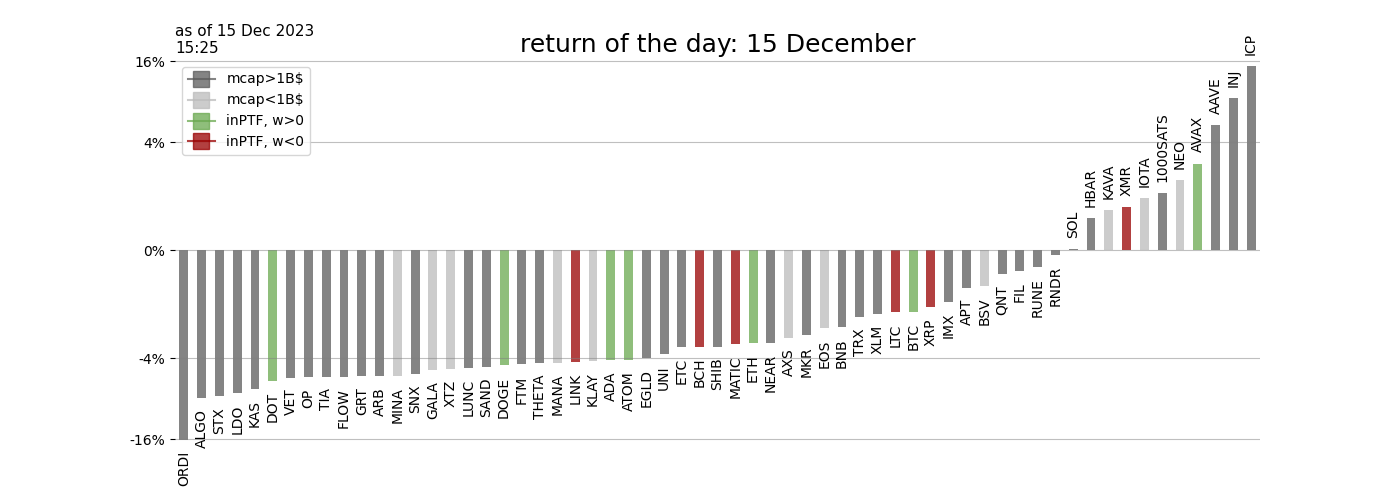 as of 15 Dec 2023
15:25
return of the day: 15 December
16%
4%
0%
-4%
-16%
mcap>1B$
mcap<1B$
inPTF, w>0
inPTF, w<0
ORDI
ALGO
STX
LDO
KAS
DOT
VET
OP
TIA
FLOW
GRT
ARB
MINA
SNX
GALA
XTZ
LUNC
SAND
DOGE
FTM
THETA
MANA
LINK
KLAY
ADA
ATOM
EGLD
UNI
ETC
BCH
SHIB
MATIC
ETH
NEAR
AXS
MKR
EOS
BNB
TRX
XLM
LTC
BTC
XRP
IMX
APT
BSV
QNT
FIL
RUNE
RNDR
SOL
HBAR
KAVA
XMR
IOTA
1000SATS
NEO
AVAX
AAVE
INJ
ICP